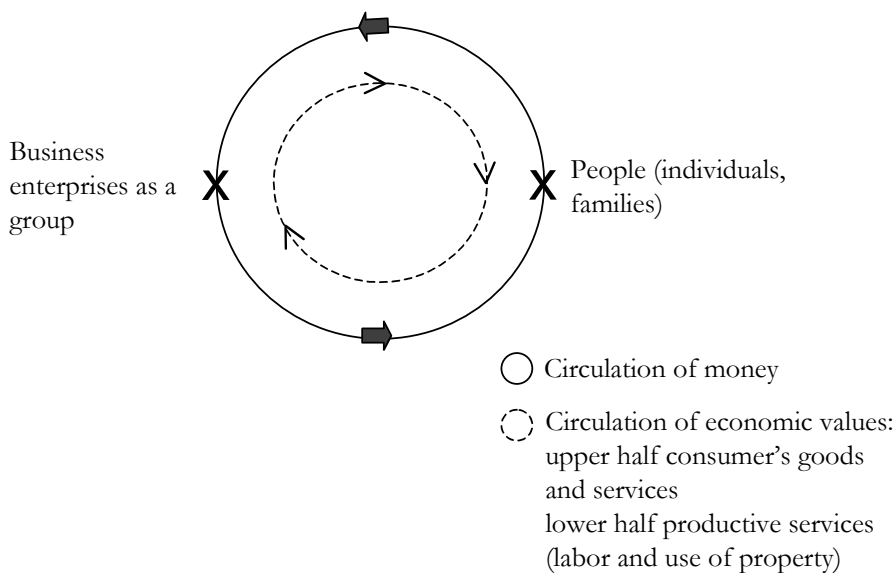 Business
enterprises as a
group
X
X
People (individuals,
families)
Circulation of money
Circulation of economic values:
upper half consumer’s goods
and services
lower half productive services
(labor and use of property)